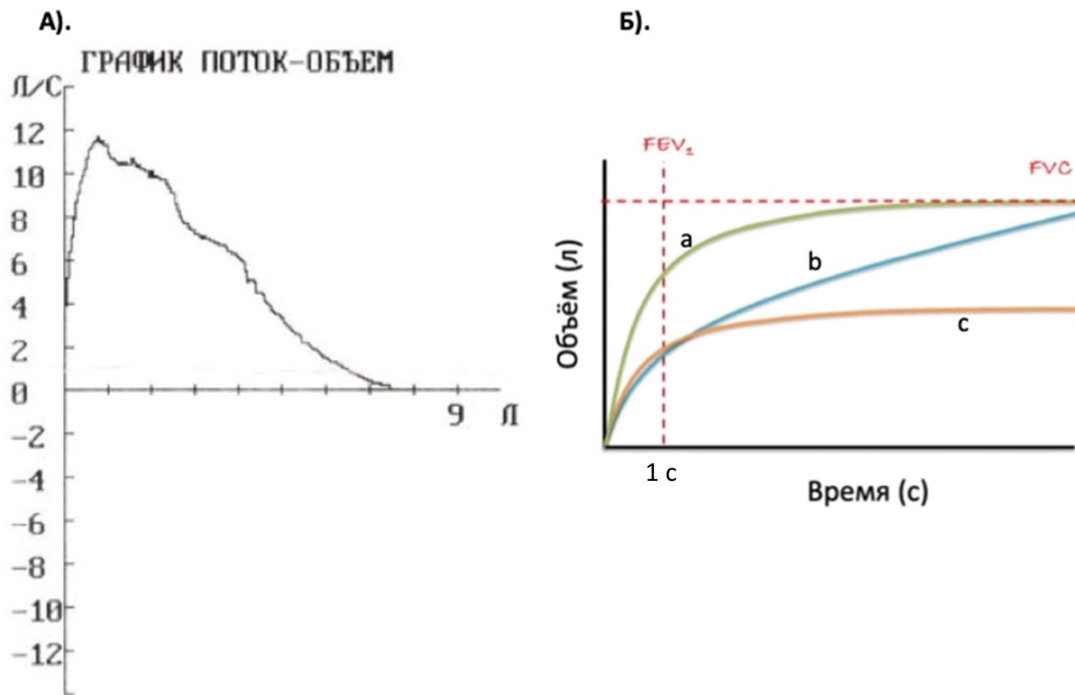 А).
ГРАФИК ПОТОК-ОБЪЕМ
Л/С
12
10
8
6
4
2
0
9 Л
-2
-4
-6
-8
-10
-12
Б).
FEV₁
FVC
a
b
c
Объём (л)
1 с
Время (с)